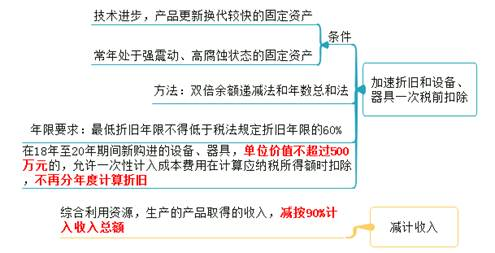 技术进步，产品更新换代较快的固定资产
条件
常年处于强震动、高腐蚀状态的固定资产
加速折旧和设备、
器具一次税前扣除
方法：双倍余额递减法和年数总和法
年限要求：最低折旧年限不得低于税法规定折旧年限的60%
在18年至20年期间新购进的设备、器具，单位价值不超过500
万元的，允许一次性计入成本费用在计算应纳税所得额时扣除
，不再分年度计算折旧
综合利用资源，生产的产品取得的收入，减按90%计
入收入总额
减计收入